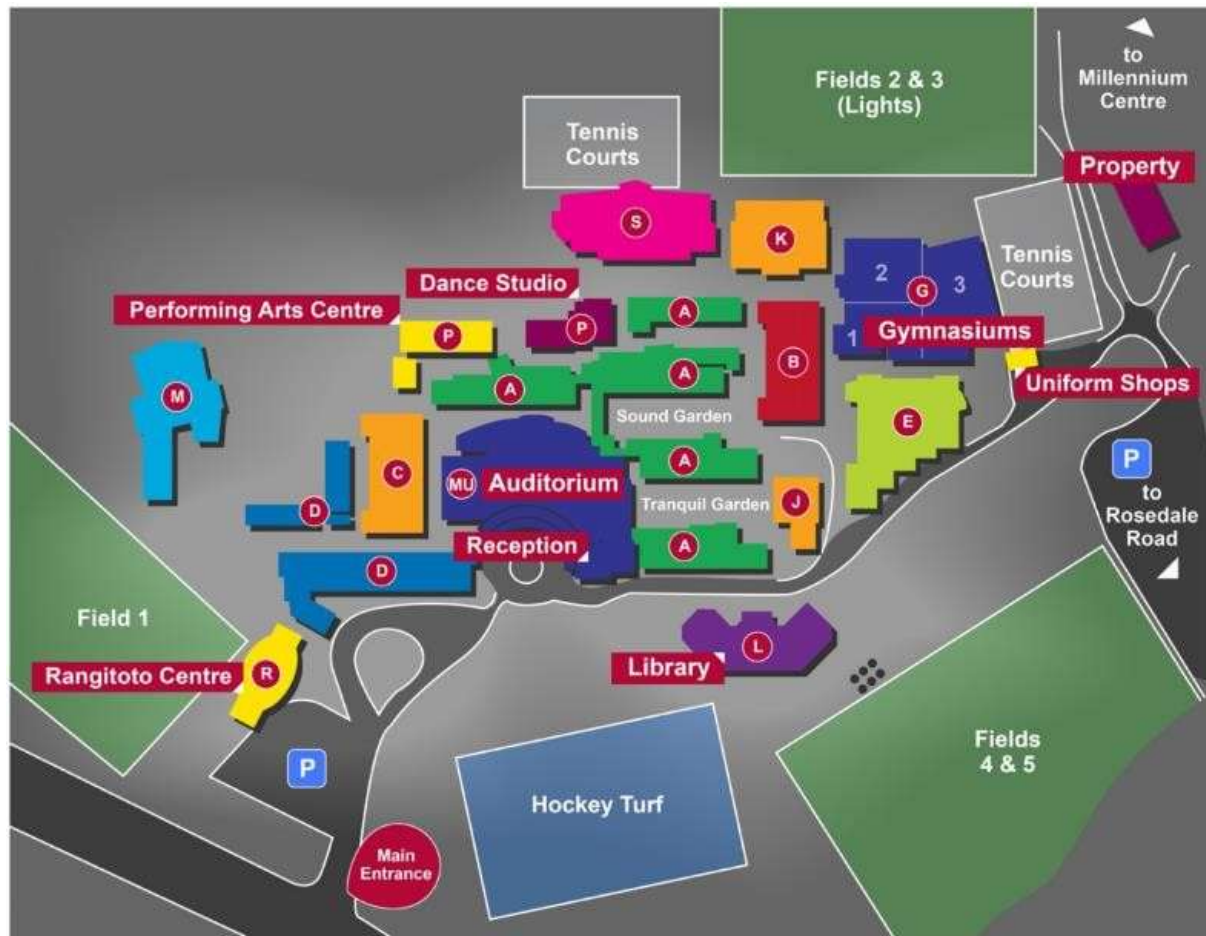 Fields 2 & 3
(Lights)
to
Millennium
Centre
Tennis
Courts
Property
S
K
Tennis
Courts
2
G
3
Dance Studio
Performing Arts Centre
A
P
P
1
Gymnasiums
B
A
Uniform Shops
M
A
Sound Garden
E
C
MU
Auditorium
A
P
to
Rosedale
Road
Tranquil Garden
J
D
Reception
A
D
Field 1
L
Library
Rangitoto Centre
R
Fields
4 & 5
P
Hockey Turf
Main
Entrance